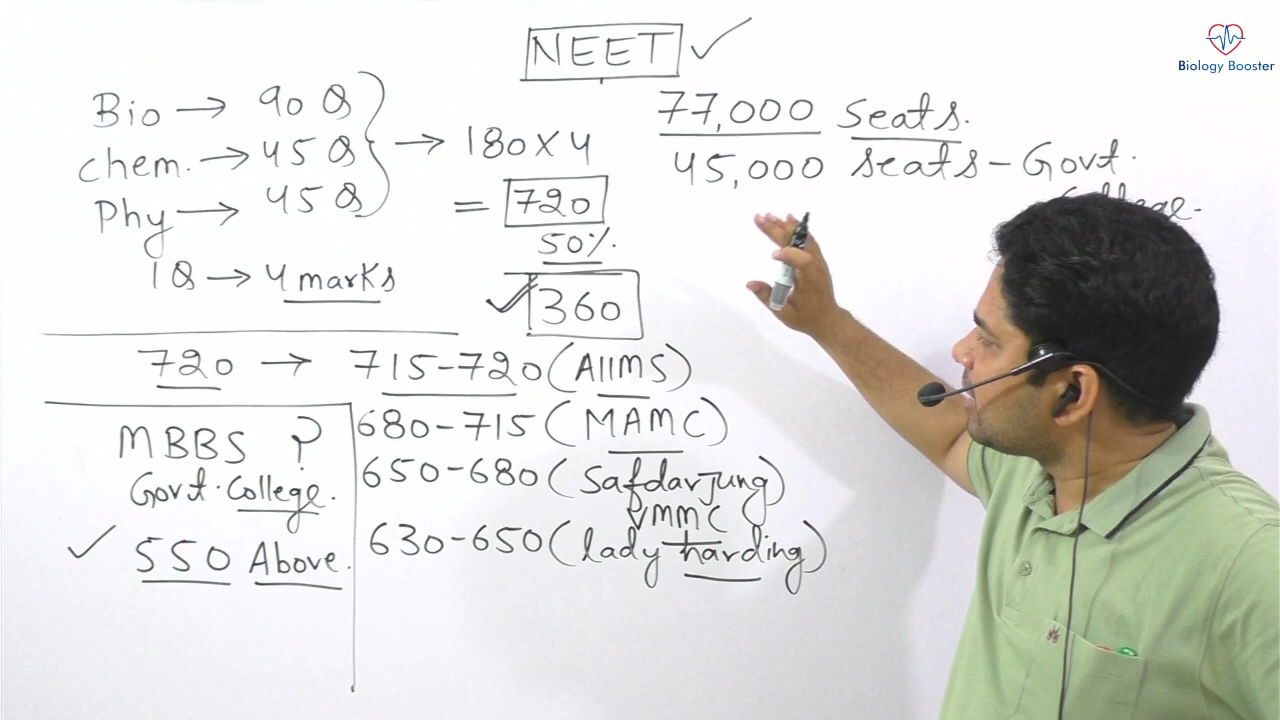 Biology Booster
NEET ✓
Bio → 90 Q
chem. → 45 Q
Phy → 45 Q
→ 180 X 4
= 720
50%.
✓ 360
1 Q → 4 marks
77,000 seats.
45,000 seats - Govt.
College.
720 → 715-720 (AIIMS)
680-715 (MAMC)
650-680 (Safdarjung)
VMMC
630-650 (lady harding)
MBBS ?
Govt. College.
✓ 550 Above.